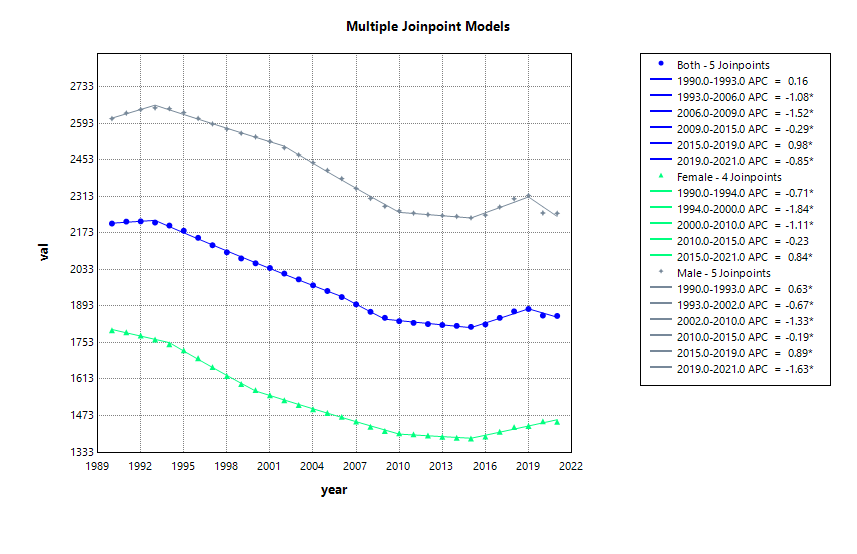 Multiple Joinpoint Models
val
2733
2593
2453
2313
2173
2033
1893
1753
1613
1473
1333
1989 1992 1995 1998 2001 2004 2007 2010 2013 2016 2019 2022
year
Both - 5 Joinpoints
1990.0-1993.0 APC = 0.16
1993.0-2006.0 APC = -1.08*
2006.0-2009.0 APC = -1.52*
2009.0-2015.0 APC = -0.29*
2015.0-2019.0 APC = 0.98*
2019.0-2021.0 APC = -0.85*
Female - 4 Joinpoints
1990.0-1994.0 APC = -0.71*
1994.0-2000.0 APC = -1.84*
2000.0-2010.0 APC = -1.11*
2010.0-2015.0 APC = -0.23
2015.0-2021.0 APC = 0.84*
Male - 5 Joinpoints
1990.0-1993.0 APC = 0.63*
1993.0-2002.0 APC = -0.67*
2002.0-2010.0 APC = -1.33*
2010.0-2015.0 APC = -0.19*
2015.0-2019.0 APC = 0.89*
2019.0-2021.0 APC = -1.63*